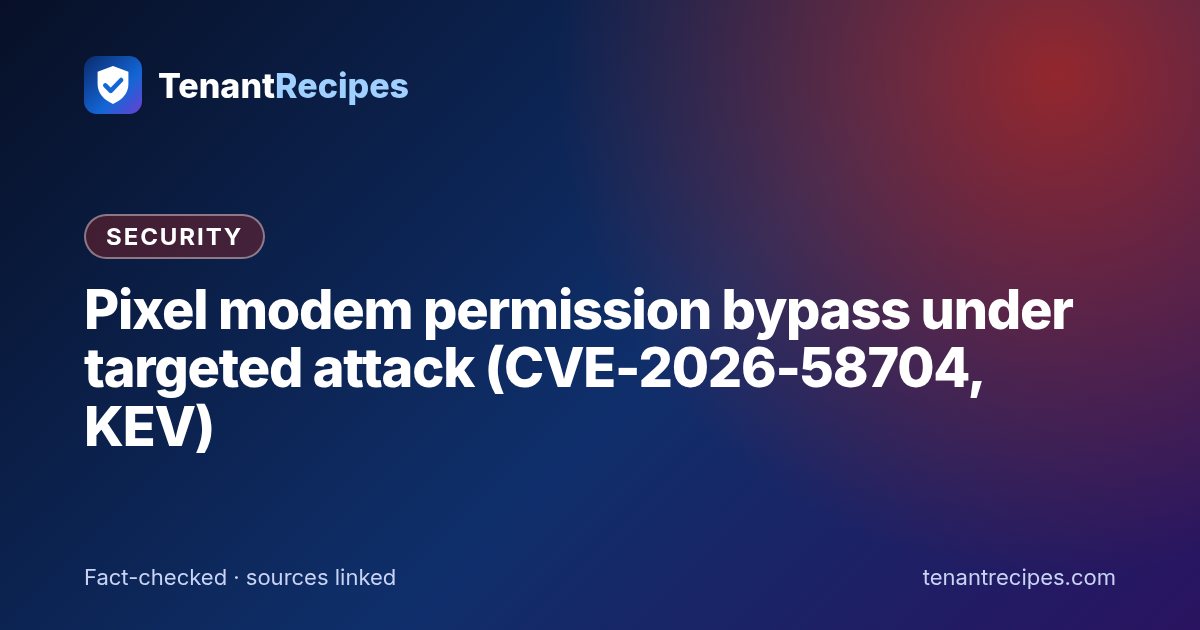 TenantRecipes
SECURITY
Pixel modem permission bypass under
targeted attack (CVE-2026-58704,
KEV)
Fact-checked · sources linked
tenantrecipes.com